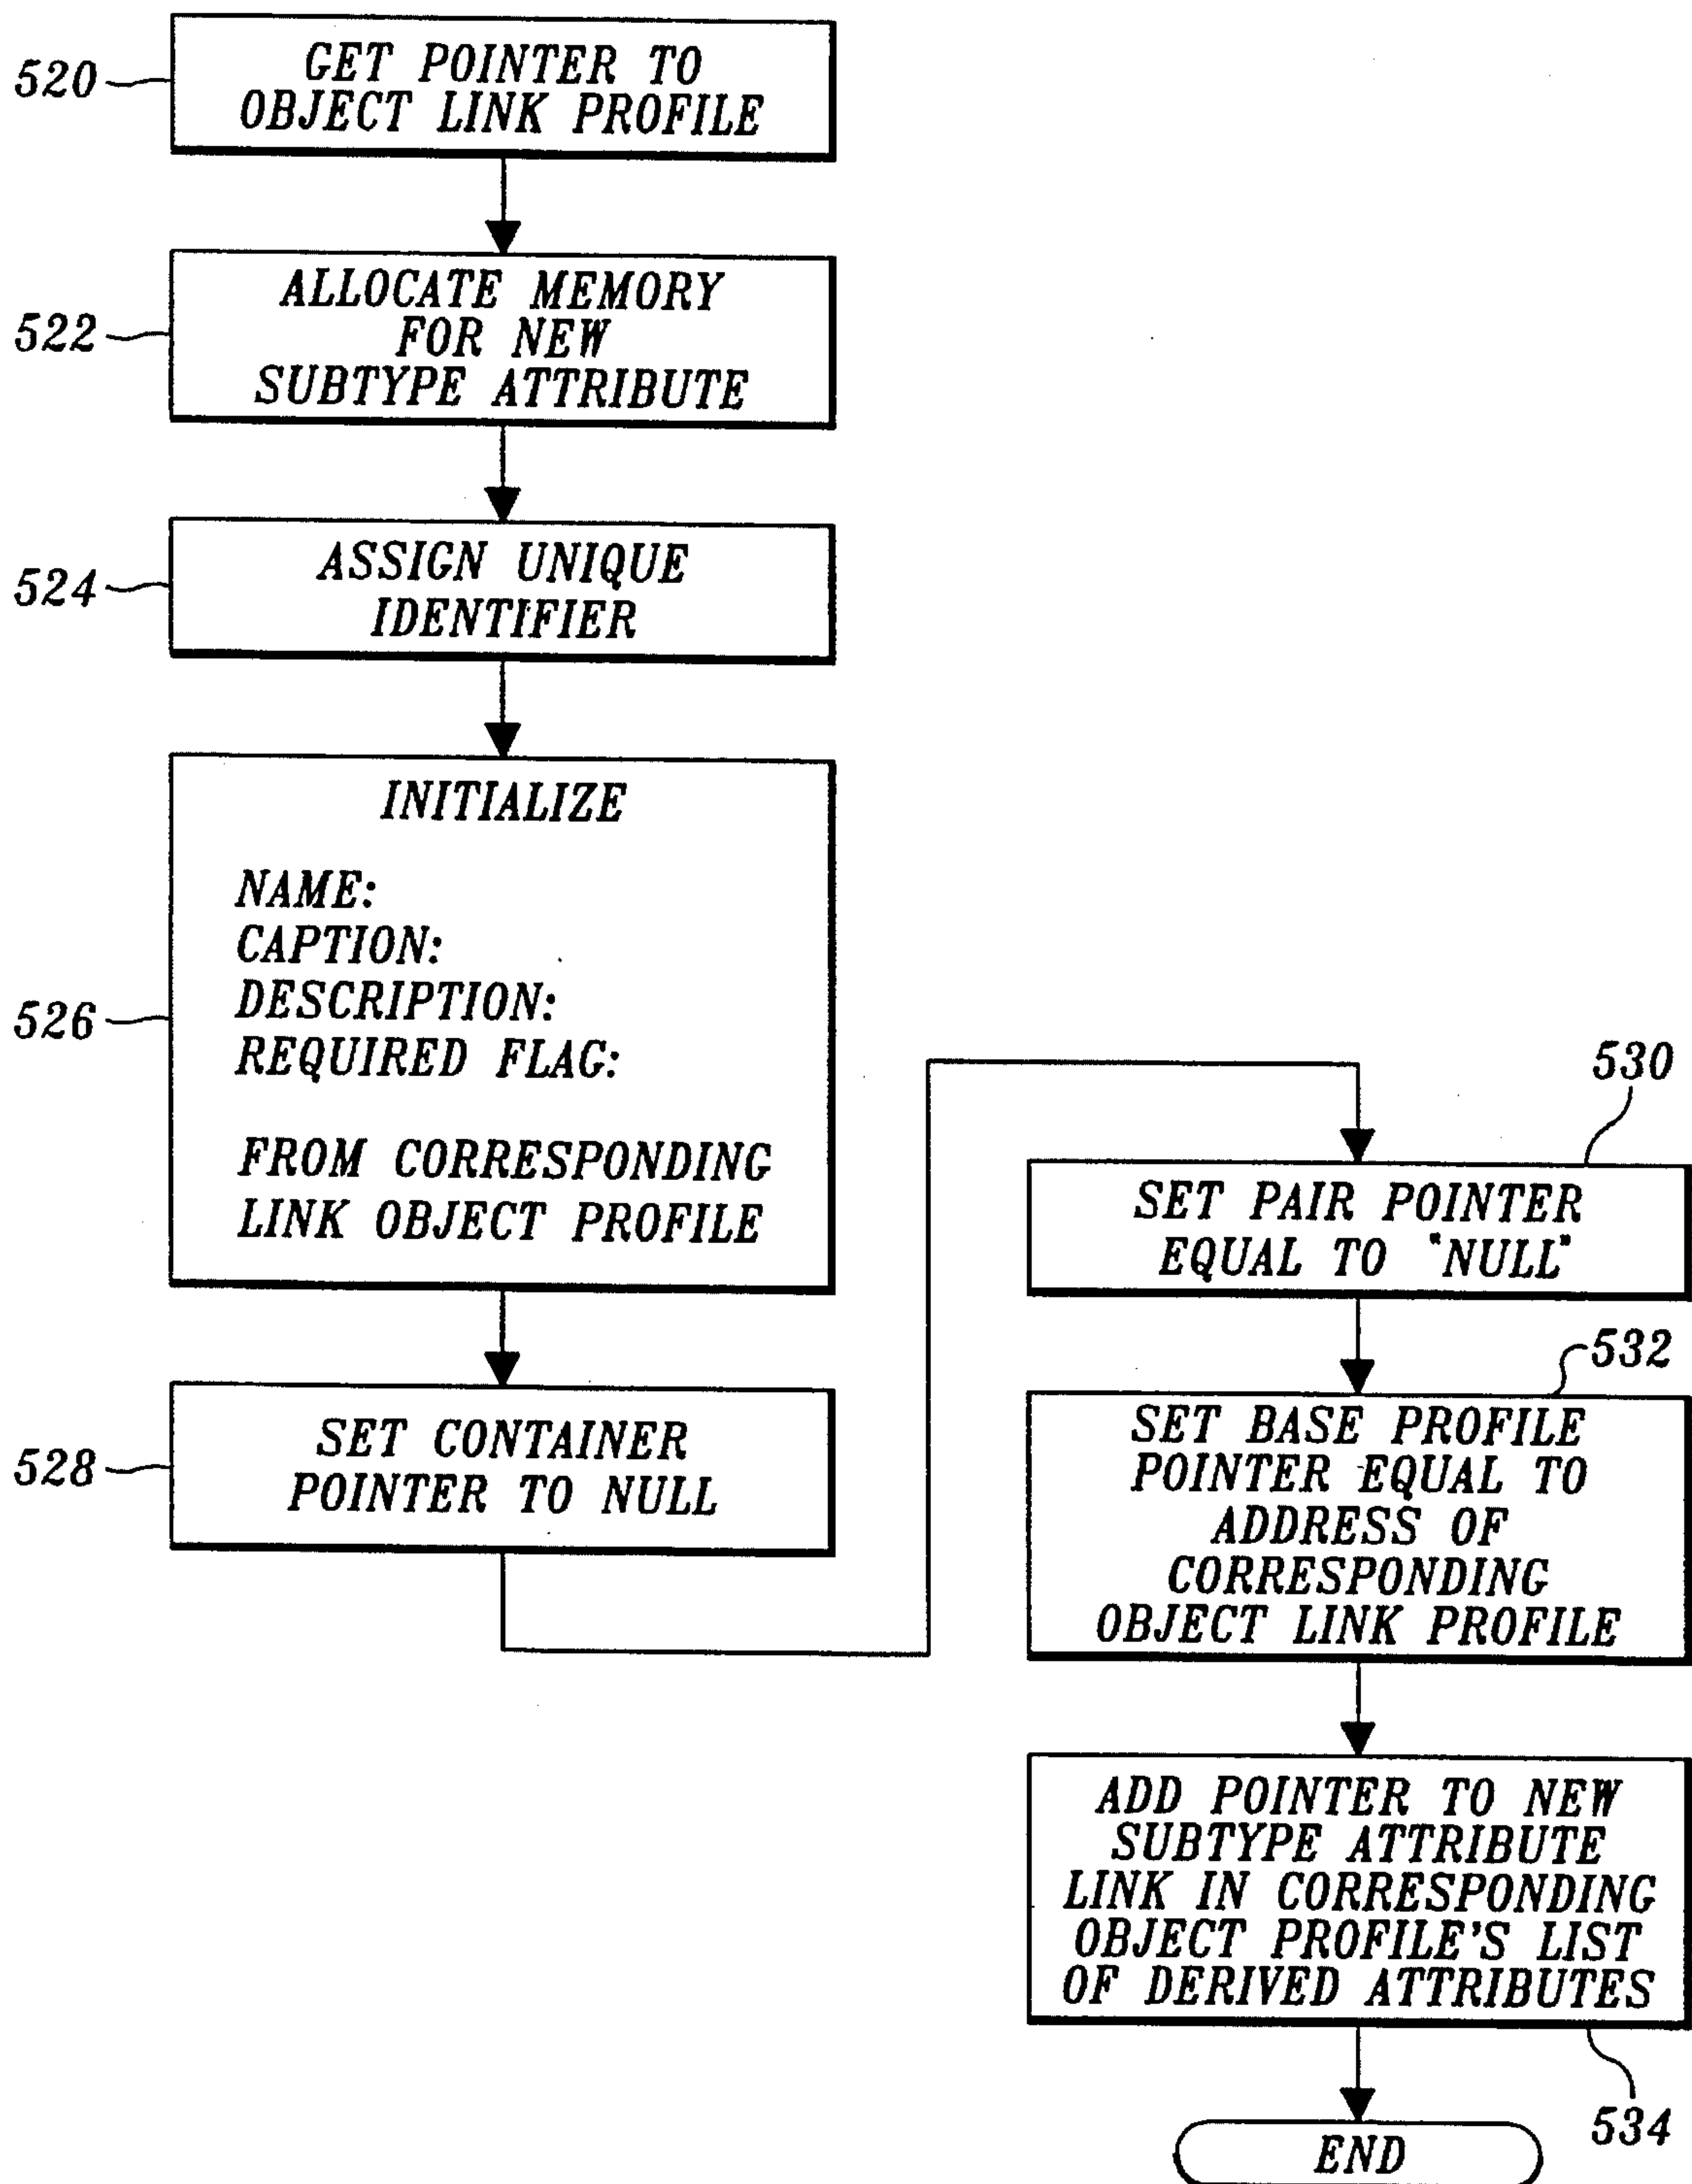 520
GET POINTER TO
OBJECT LINK PROFILE
522
ALLOCATE MEMORY
FOR NEW
SUBTYPE ATTRIBUTE
524
ASSIGN UNIQUE
IDENTIFIER
526
INITIALIZE
NAME:
CAPTION:
DESCRIPTION:
REQUIRED FLAG:
FROM CORRESPONDING
LINK OBJECT PROFILE
528
SET CONTAINER
POINTER TO NULL
530
SET PAIR POINTER
EQUAL TO "NULL"
532
SET BASE PROFILE
POINTER EQUAL TO
ADDRESS OF
CORRESPONDING
OBJECT LINK PROFILE
ADD POINTER TO NEW
SUBTYPE ATTRIBUTE
LINK IN CORRESPONDING
OBJECT PROFILE'S LIST
OF DERIVED ATTRIBUTES
534
END